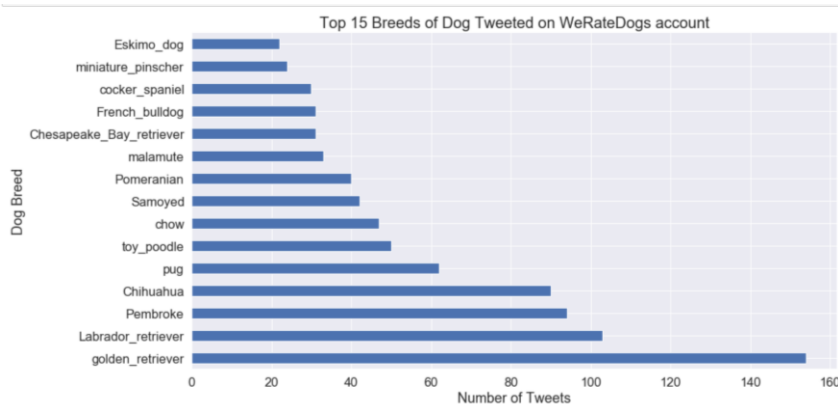 Top 15 Breeds of Dog Tweeted on WeRateDogs account
Dog Breed
Eskimo_dog
miniature_pinscher
cocker_spaniel
French_bulldog
Chesapeake_Bay_retriever
malamute
Pomeranian
Samoyed
chow
toy_poodle
pug
Chihuahua
Pembroke
Labrador_retriever
golden_retriever
0 20 40 60 80 100 120 140 160
Number of Tweets